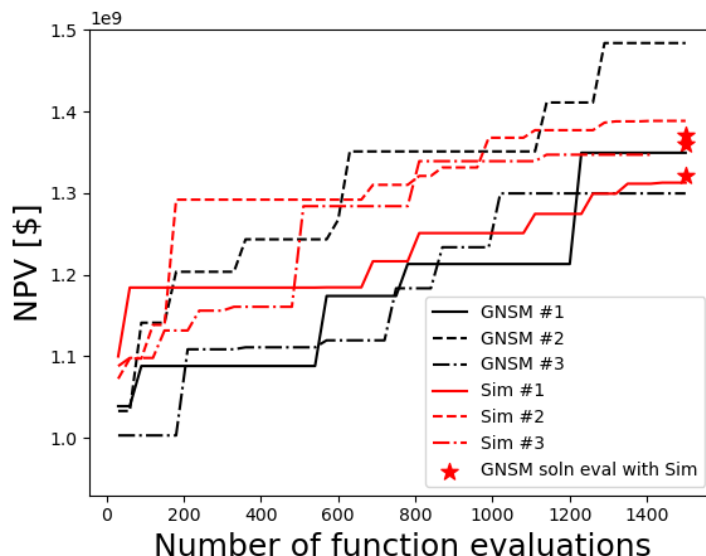 1e9
1.5
1.4
1.3
1.2
1.1
1.0
NPV [$]
GNSM #1
GNSM #2
GNSM #3
Sim #1
Sim #2
Sim #3
GNSM soln eval with Sim
0 200 400 600 800 1000 1200 1400
Number of function evaluations